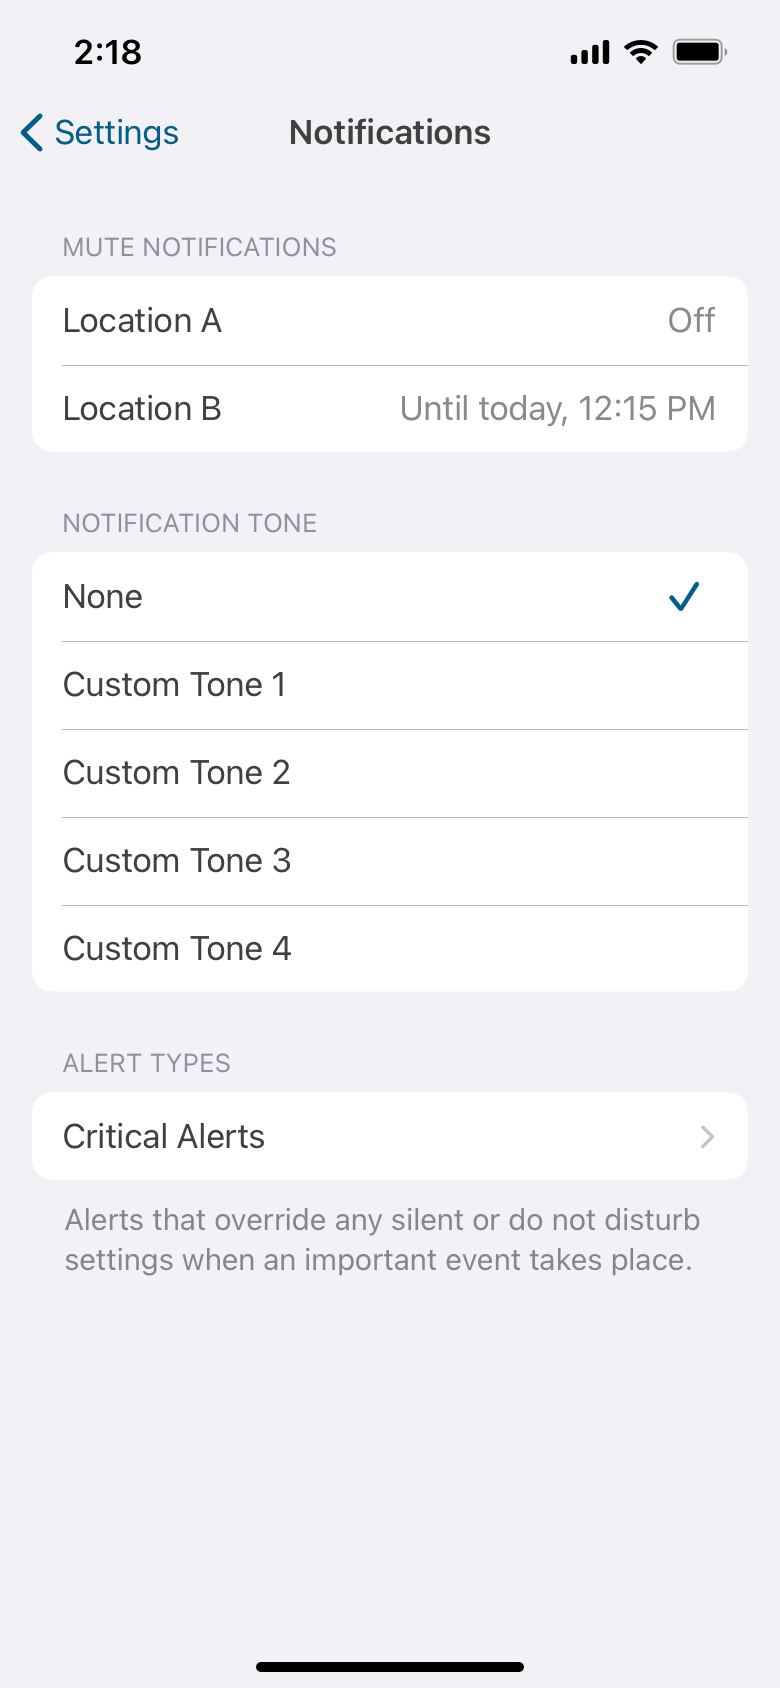 2:18
Settings
Notifications
MUTE NOTIFICATIONS
Location A Off
Location B Until today, 12:15 PM
NOTIFICATION TONE
None
Custom Tone 1
Custom Tone 2
Custom Tone 3
Custom Tone 4
ALERT TYPES
Critical Alerts
Alerts that override any silent or do not disturb
settings when an important event takes place.